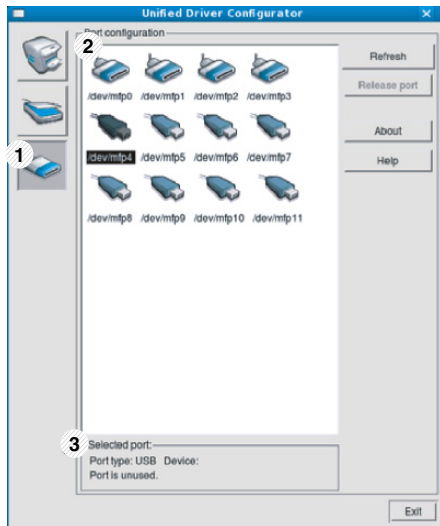 Unified Driver Configurator
2
Port configuration
Refresh
/dev/mfp0 /dev/mfp1 /dev/mfp2 /dev/mfp3
Release port
About
1
/dev/mfp4 /dev/mfp5 /dev/mfp6 /dev/mfp7
Help
/dev/mfp8 /dev/mfp9 /dev/mfp10 /dev/mfp11
3
Selected port:
Port type: USB Device:
Port is unused.
Exit